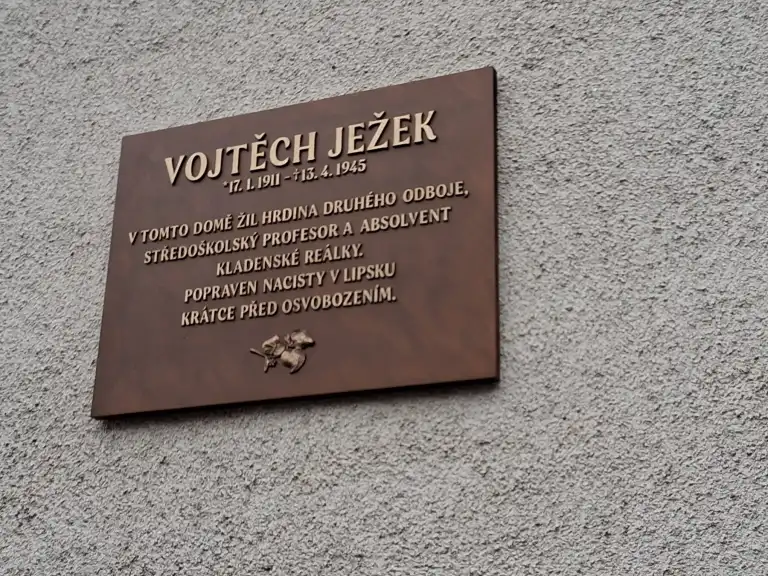 VOJTĚCH JEŽEK
*17. 1. 1911 - †13. 4. 1945
V TOMTO DOMĚ ŽIL HRDINA DRUHÉHO ODBOJE,
STŘEDOŠKOLSKÝ PROFESOR A ABSOLVENT
KLADENSKÉ REÁLKY.
POPRAVEN NACISTY V LIPSKU
KRÁTCE PŘED OSVOBOZENÍM.